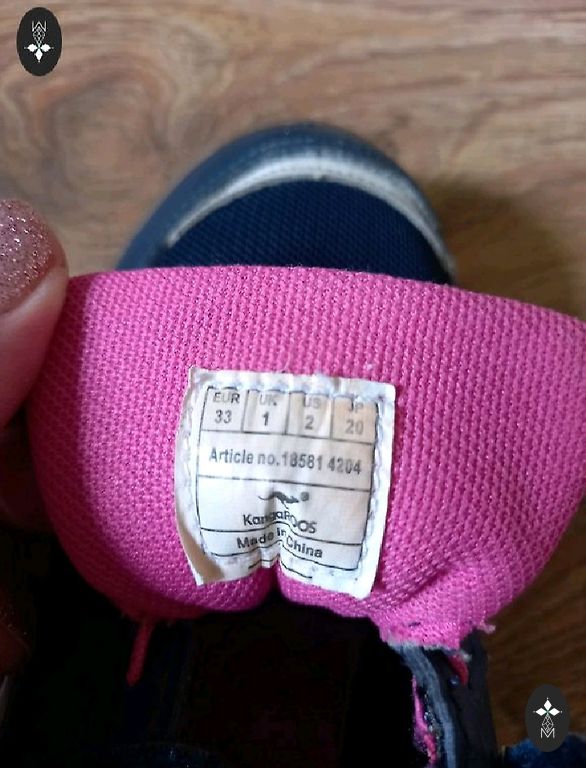 EUR UK US JP
33 1 2 20
Article no.18581 4204
®
KangaROOS
Made in China